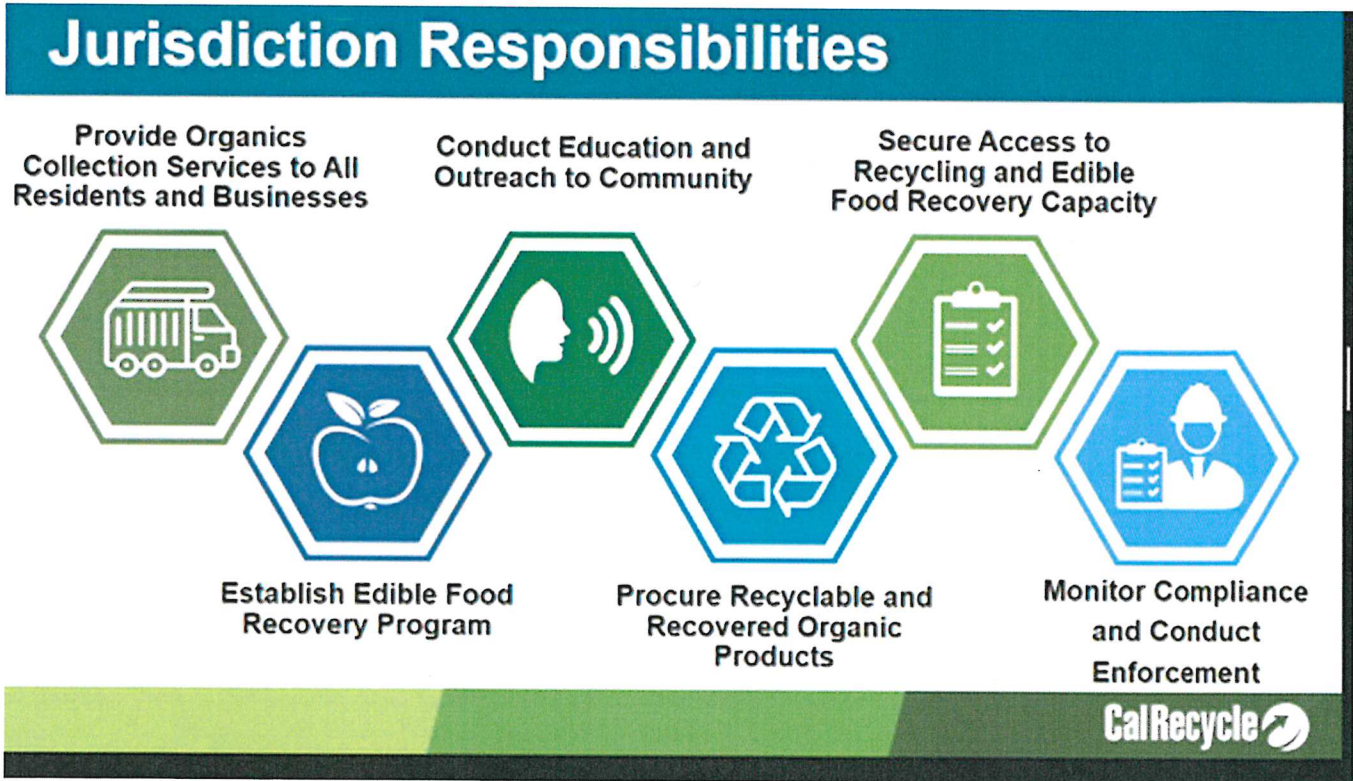 Jurisdiction Responsibilities
Provide Organics
Collection Services to All
Residents and Businesses
Conduct Education and
Outreach to Community
Secure Access to
Recycling and Edible
Food Recovery Capacity
Establish Edible Food
Recovery Program
Procure Recyclable and
Recovered Organic
Products
Monitor Compliance
and Conduct
Enforcement
CalRecycle